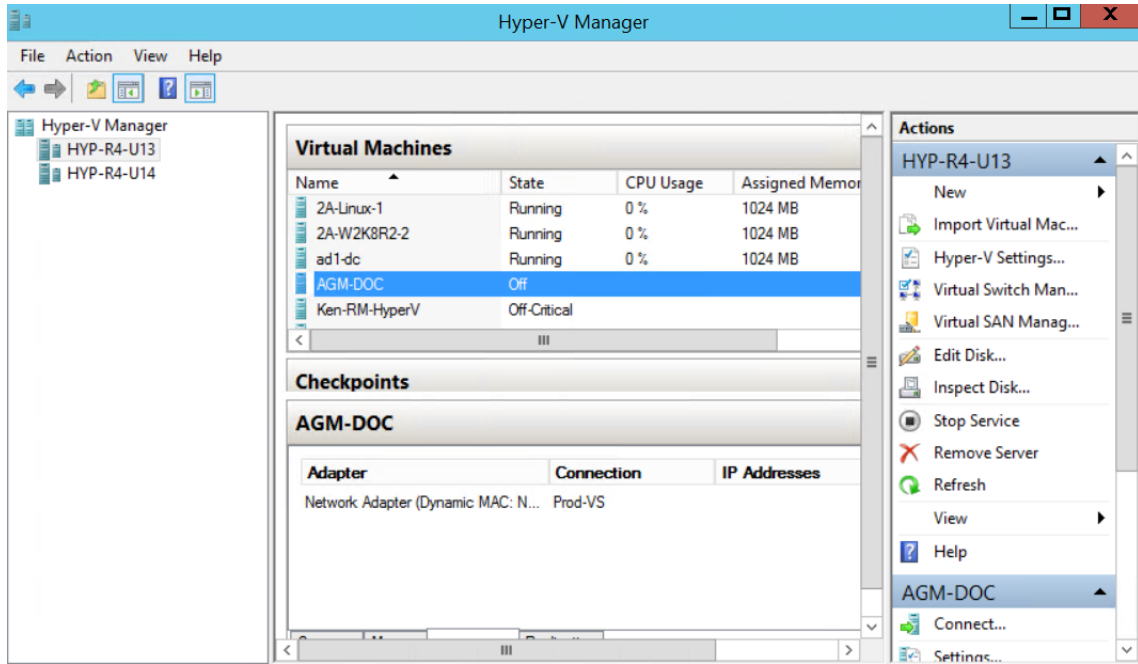 Hyper-V Manager
File Action View Help
Hyper-V Manager
HYP-R4-U13
HYP-R4-U14
Virtual Machines
Name State CPU Usage Assigned Memor
2A-Linux-1 Running 0 % 1024 MB
2A-W2K8R2-2 Running 0 % 1024 MB
ad1-dc Running 0 % 1024 MB
AGM-DOC Off
Ken-RM-HyperV Off-Critical
Checkpoints
AGM-DOC
Adapter Connection IP Addresses
Network Adapter (Dynamic MAC: N... Prod-VS
Actions
HYP-R4-U13
New
Import Virtual Mac...
Hyper-V Settings...
Virtual Switch Man...
Virtual SAN Manag...
Edit Disk...
Inspect Disk...
Stop Service
Remove Server
Refresh
View
Help
AGM-DOC
Connect...
Settings...